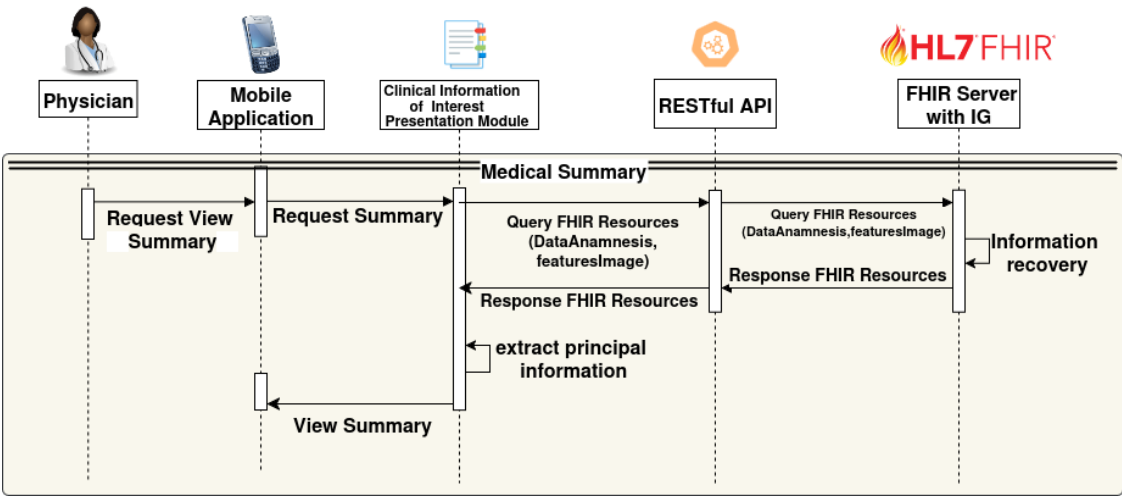 HL7 FHIR
Physician
Mobile
Application
Clinical Information
of Interest
Presentation Module
RESTful API
FHIR Server
with IG
Medical Summary
Request View
Summary
Request Summary
Query FHIR Resources
(DataAnamnesis,
featuresImage)
Query FHIR Resources
(DataAnamnesis,featuresImage)
Information
recovery
Response FHIR Resources
Response FHIR Resources
extract principal
information
View Summary